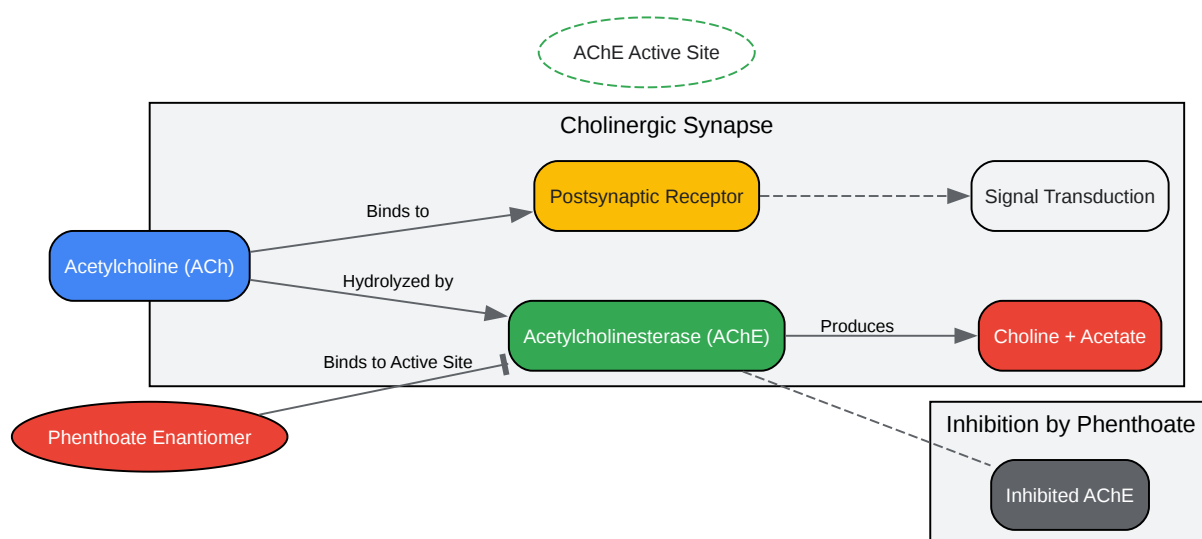 AChE Active Site
Cholinergic Synapse
Postsynaptic Receptor
Signal Transduction
Binds to
Acetylcholine (ACh)
Hydrolyzed by
Acetylcholinesterase (AChE)
Produces
Choline + Acetate
Binds to Active Site
Phenthoate Enantiomer
Inhibition by Phenthoate
Inhibited AChE